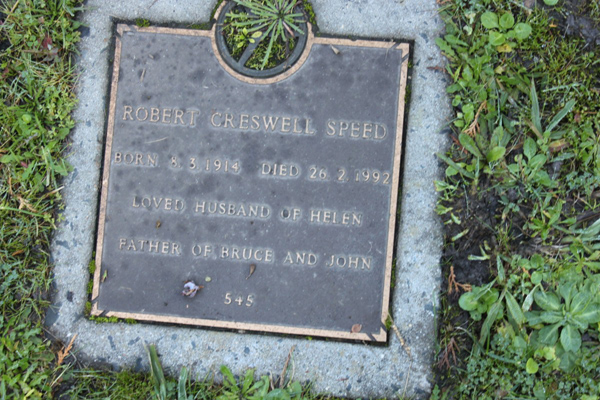 ROBERT CRESWELL SPEED
BORN 8.3.1914 DIED 26.2.1992
LOVED HUSBAND OF HELEN
FATHER OF BRUCE AND JOHN
545